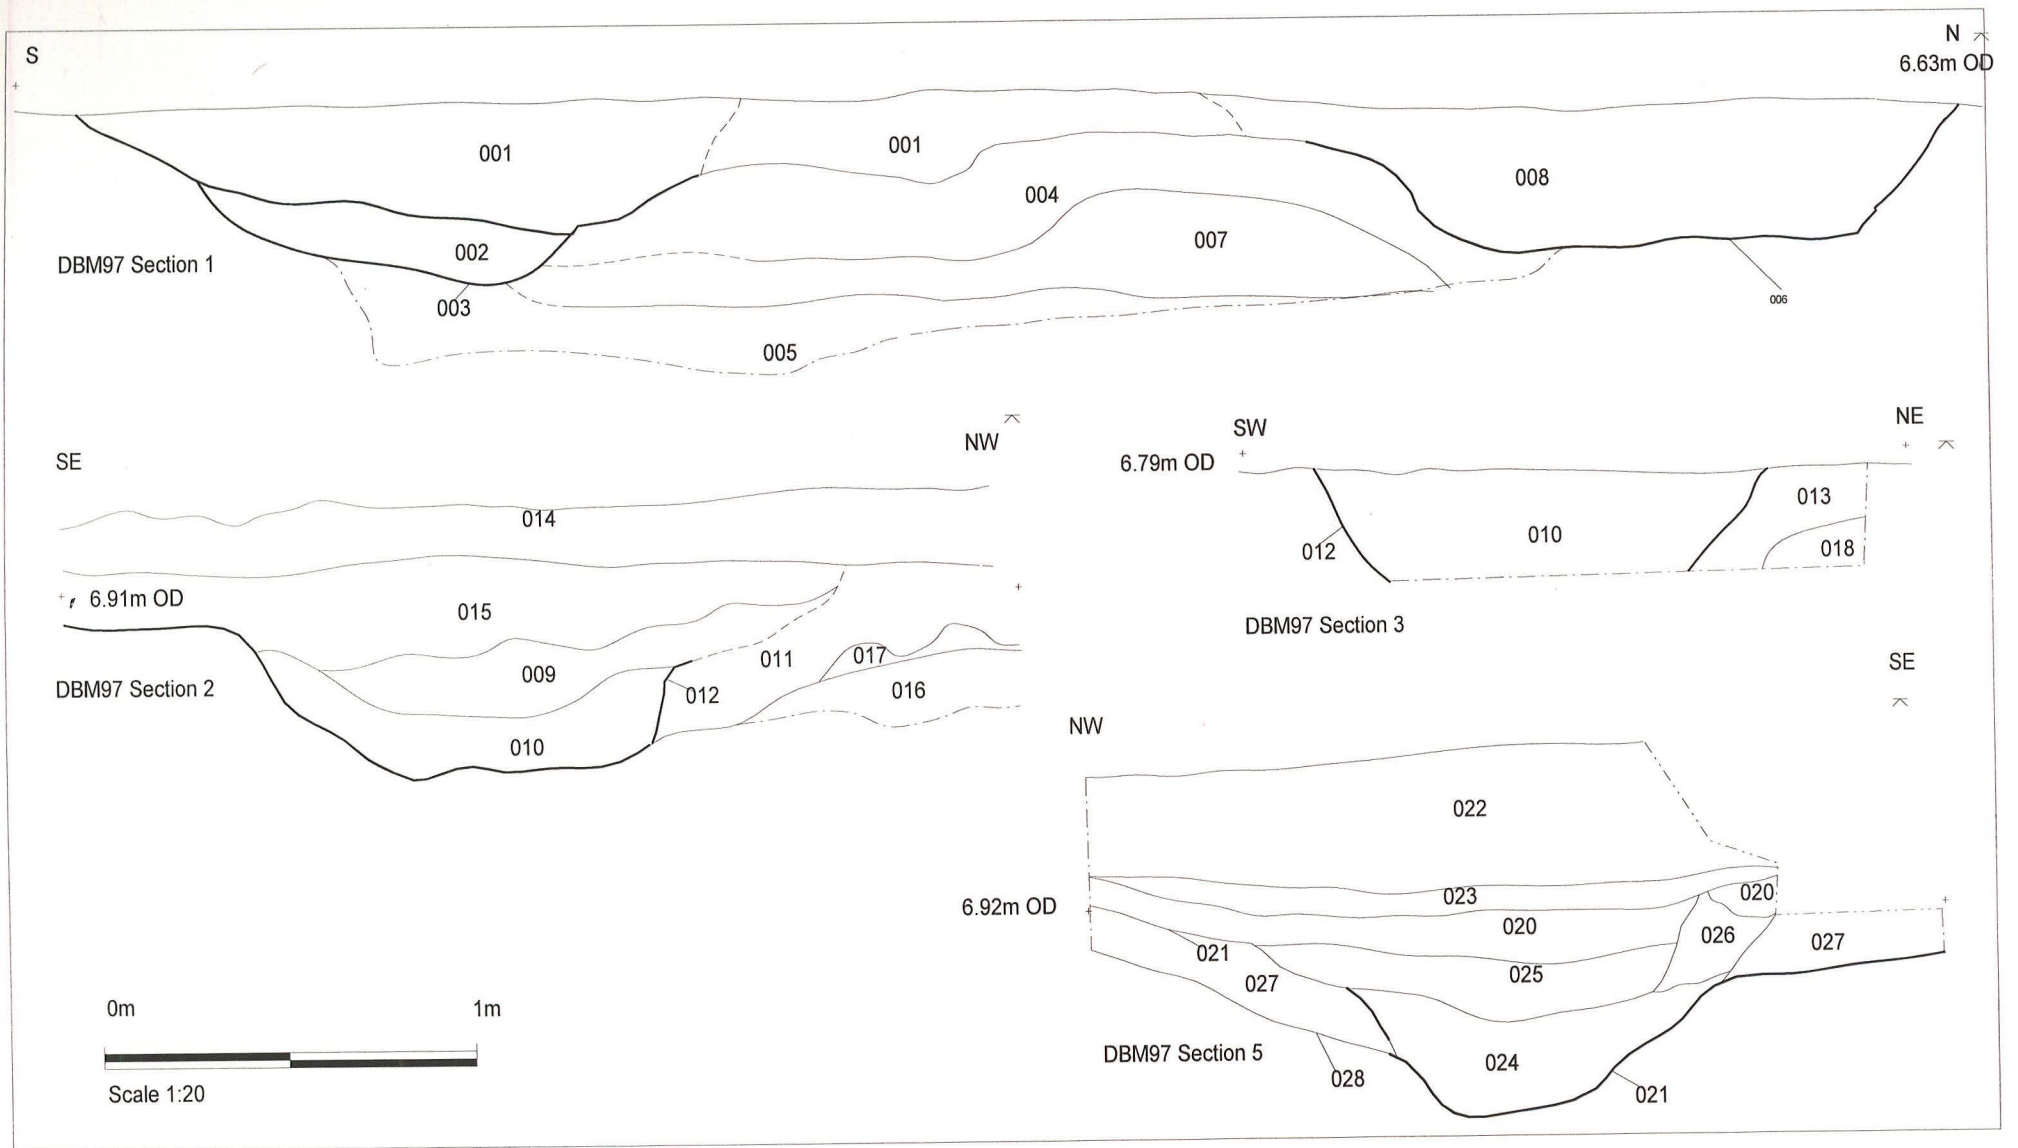 S
N
6.63m OD
001
001
008
004
007
002
DBM97 Section 1
003
006
005
SE
NW
014
6.91m OD
015
009
011
017
012
016
DBM97 Section 2
010
SW
NE
6.79m OD
013
010
012
018
DBM97 Section 3
NW
SE
022
023
020
6.92m OD
020
026
027
021
025
027
DBM97 Section 5
024
028
021
0m
1m
Scale 1:20